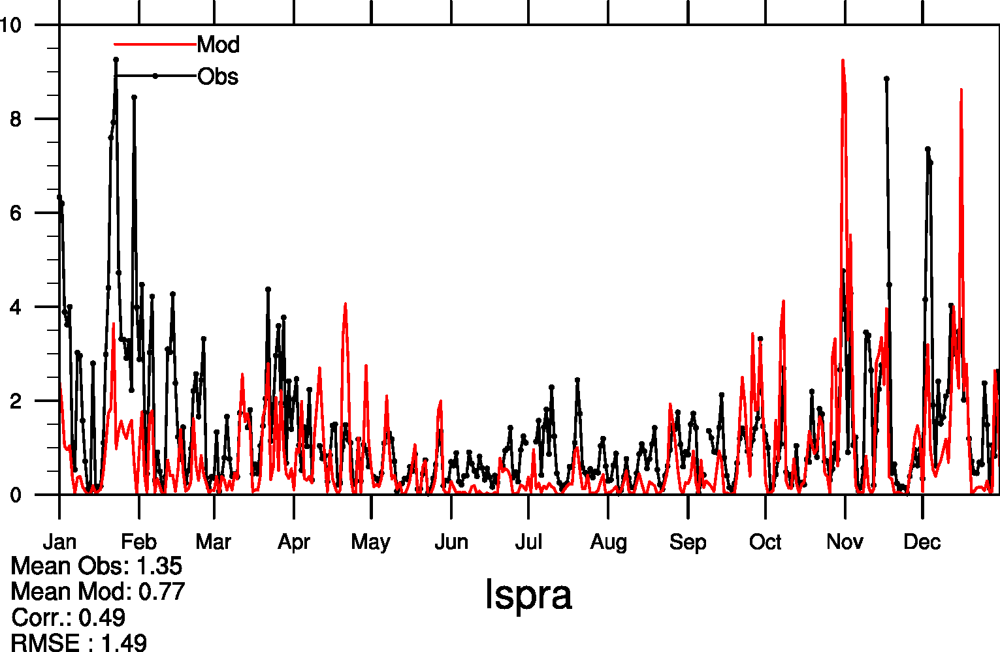 10
Mod
Obs
8
6
4
2
0
Jan Feb Mar Apr May Jun Jul Aug Sep Oct Nov Dec
Mean Obs: 1.35
Mean Mod: 0.77
Corr.: 0.49
RMSE : 1.49
Ispra